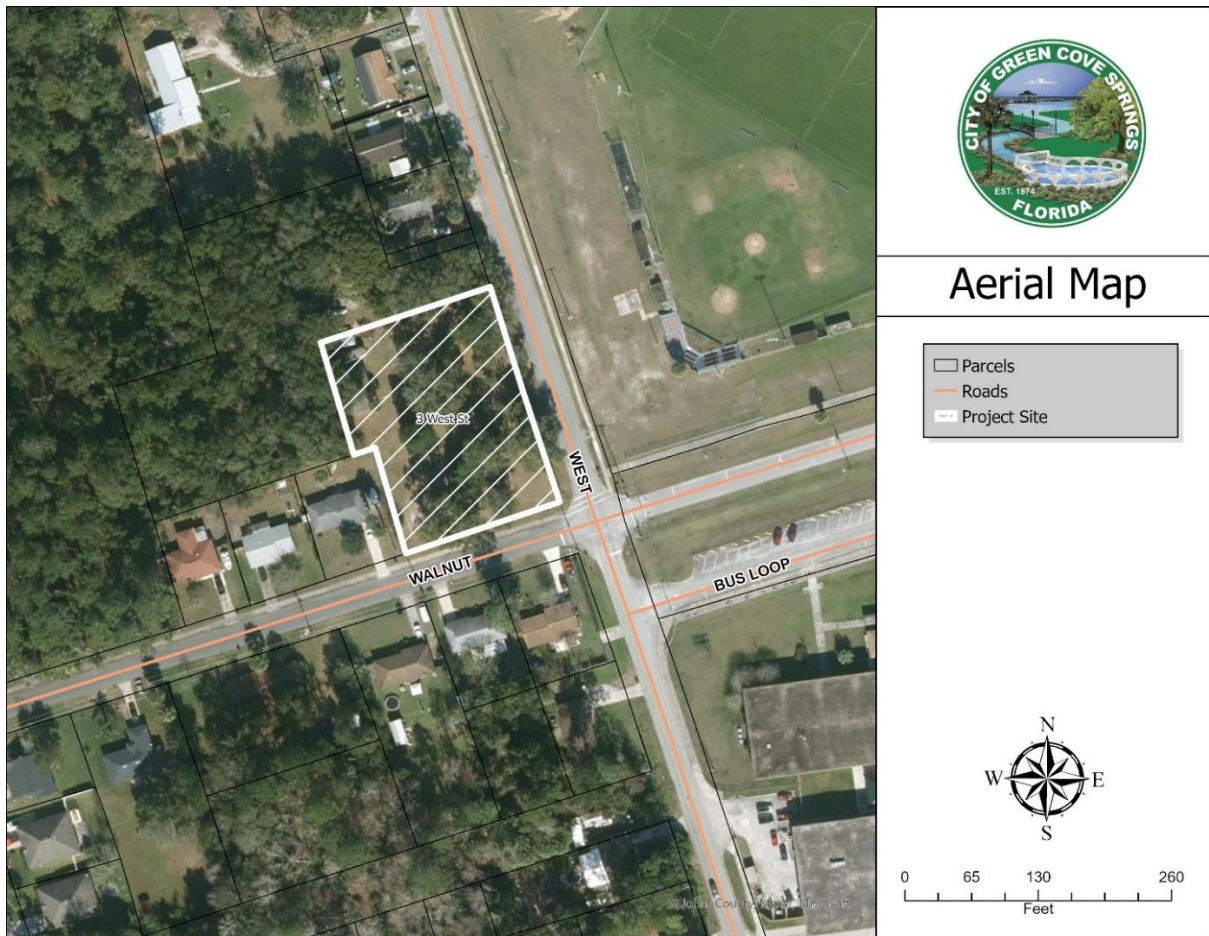 3 West St
WEST
WALNUT
BUS LOOP
CITY OF GREEN COVE SPRINGS
EST. 1874
FLORIDA
Aerial Map
Parcels
Roads
Project Site
N
W E
S
0 65 130 260
Feet